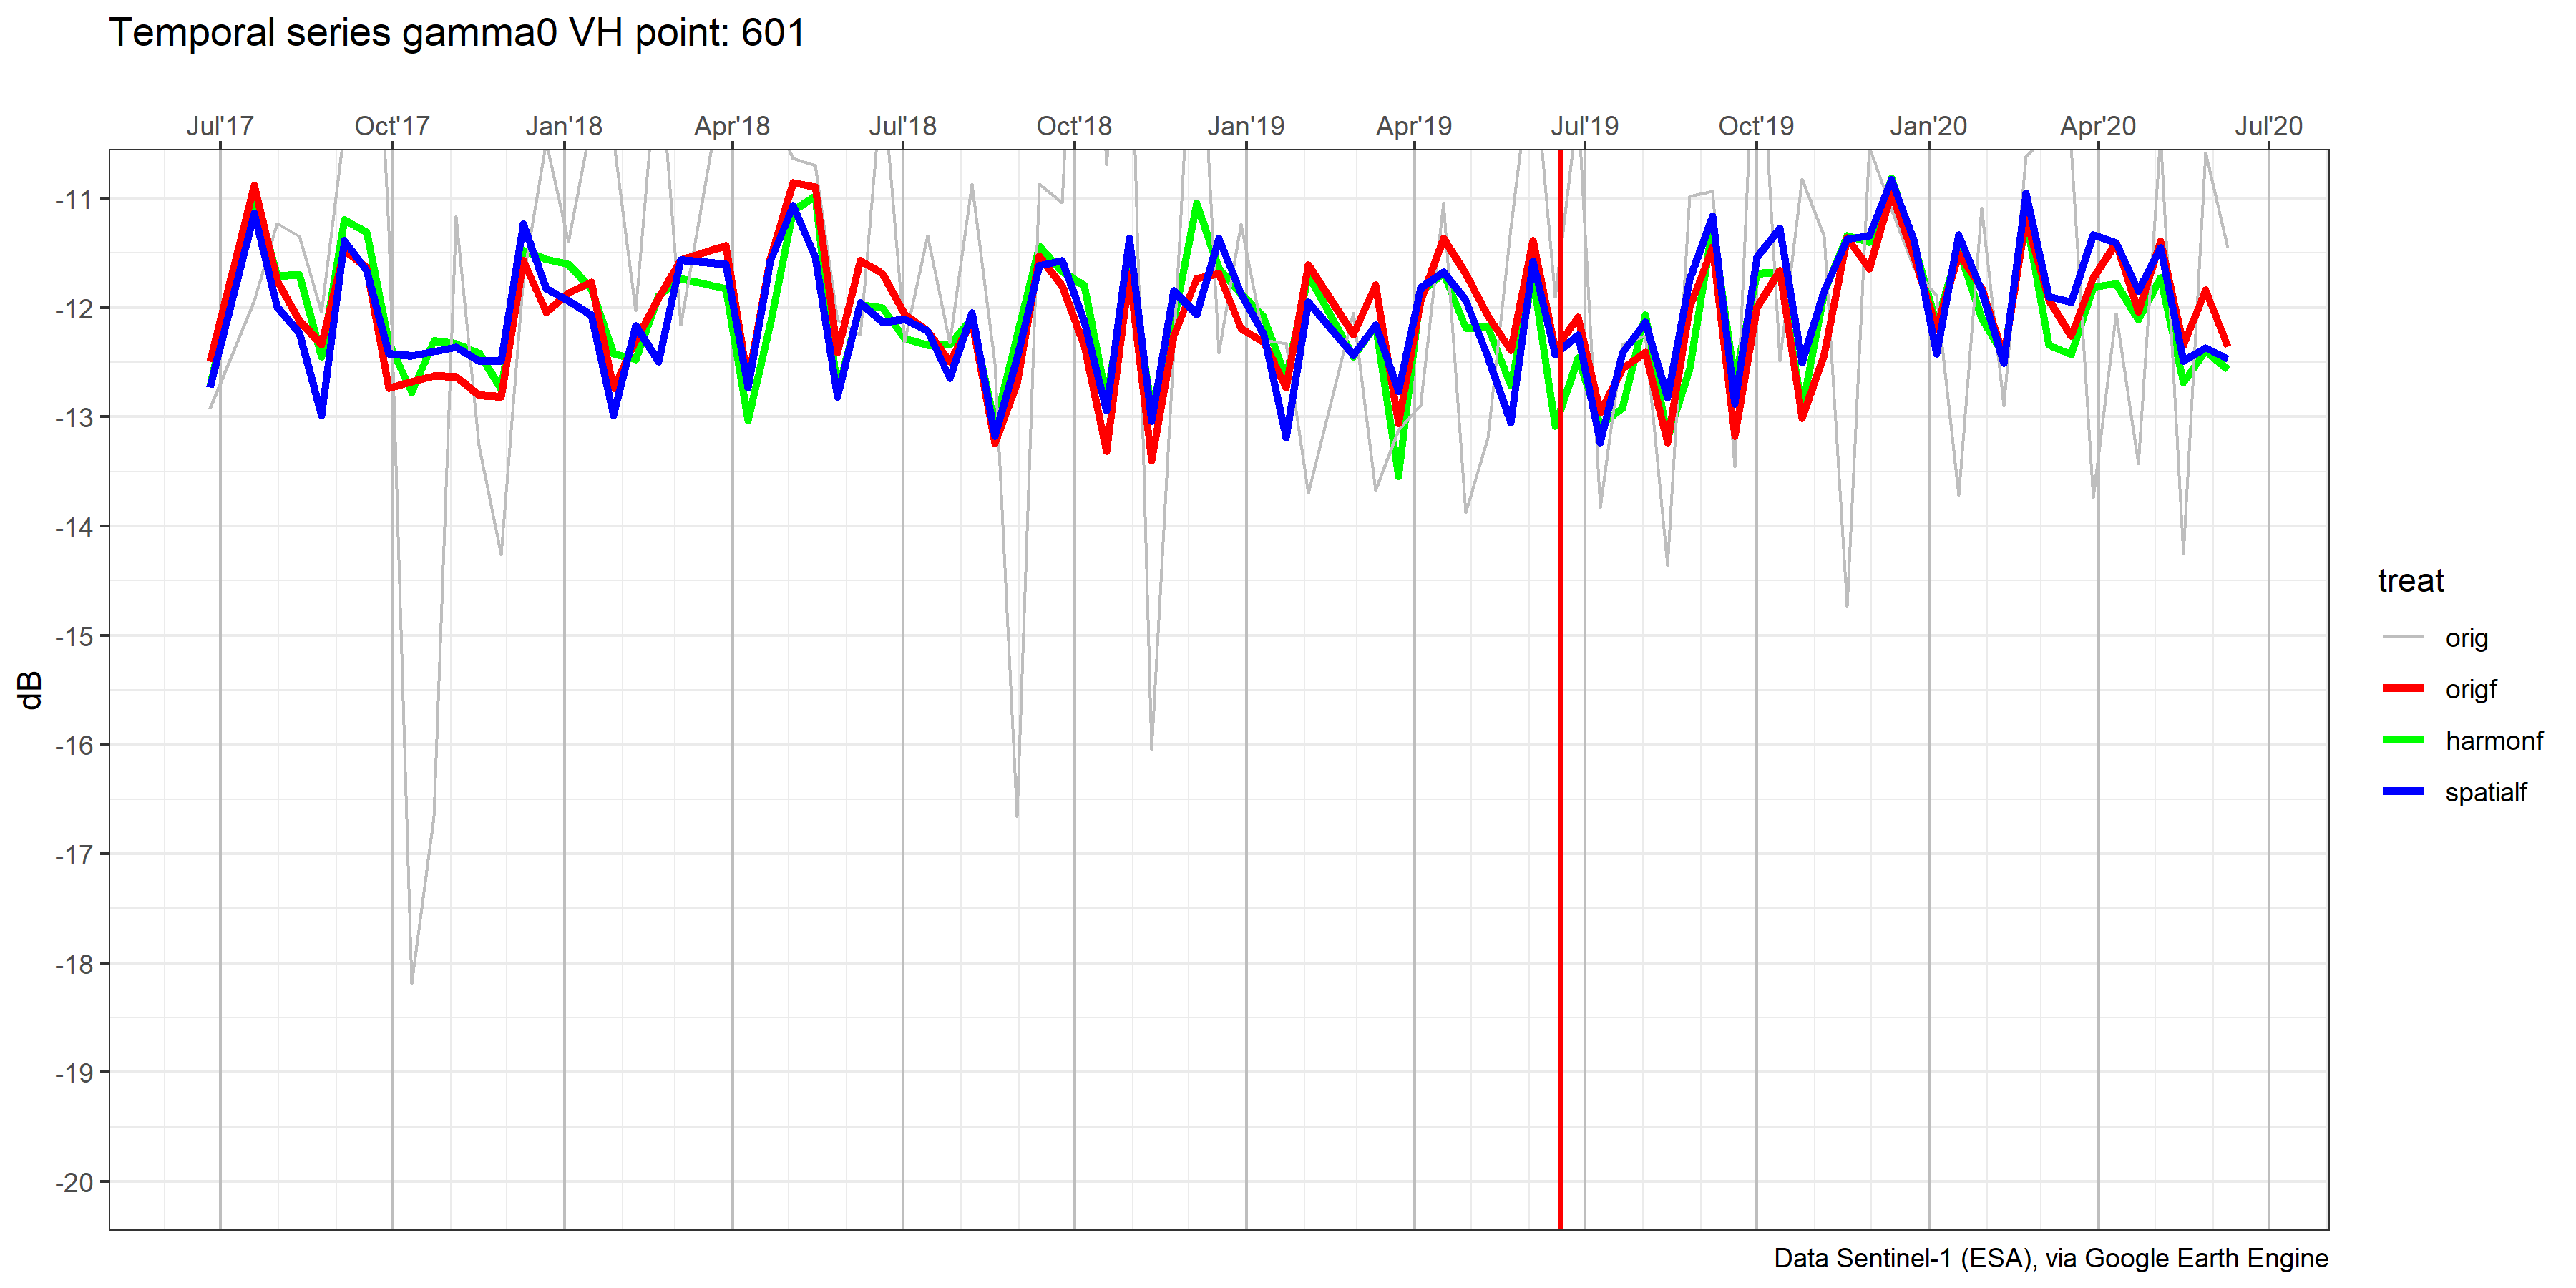 Temporal series gamma0 VH point: 601
Jul'17 Oct'17 Jan'18 Apr'18 Jul'18 Oct'18 Jan'19 Apr'19 Jul'19 Oct'19 Jan'20 Apr'20 Jul'20
-11
-12
-13
-14
-15
-16
-17
-18
-19
-20
dB
treat
orig
origf
harmonf
spatialf
Data Sentinel-1 (ESA), via Google Earth Engine